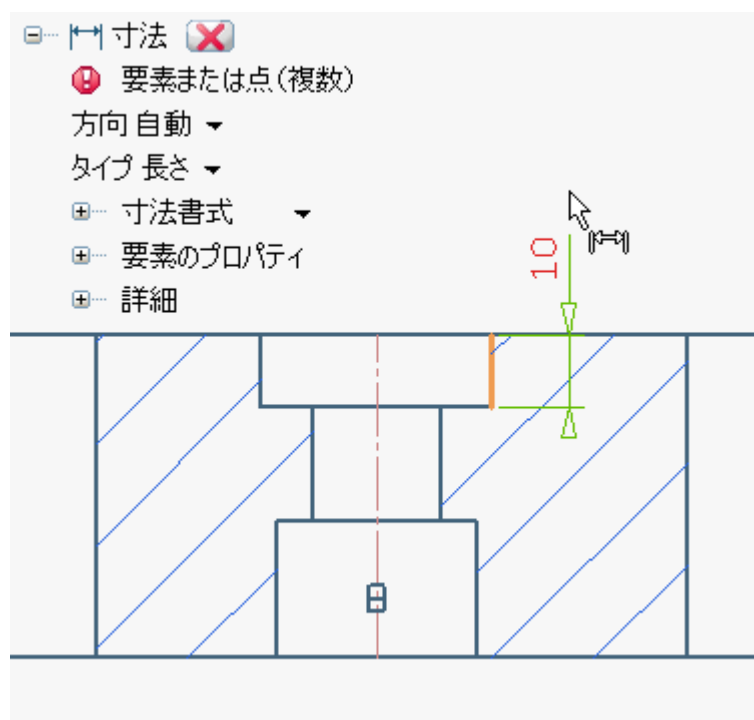 寸法
要素または点(複数)
方向 自動
タイプ 長さ
寸法書式
要素のプロパティ
詳細
10